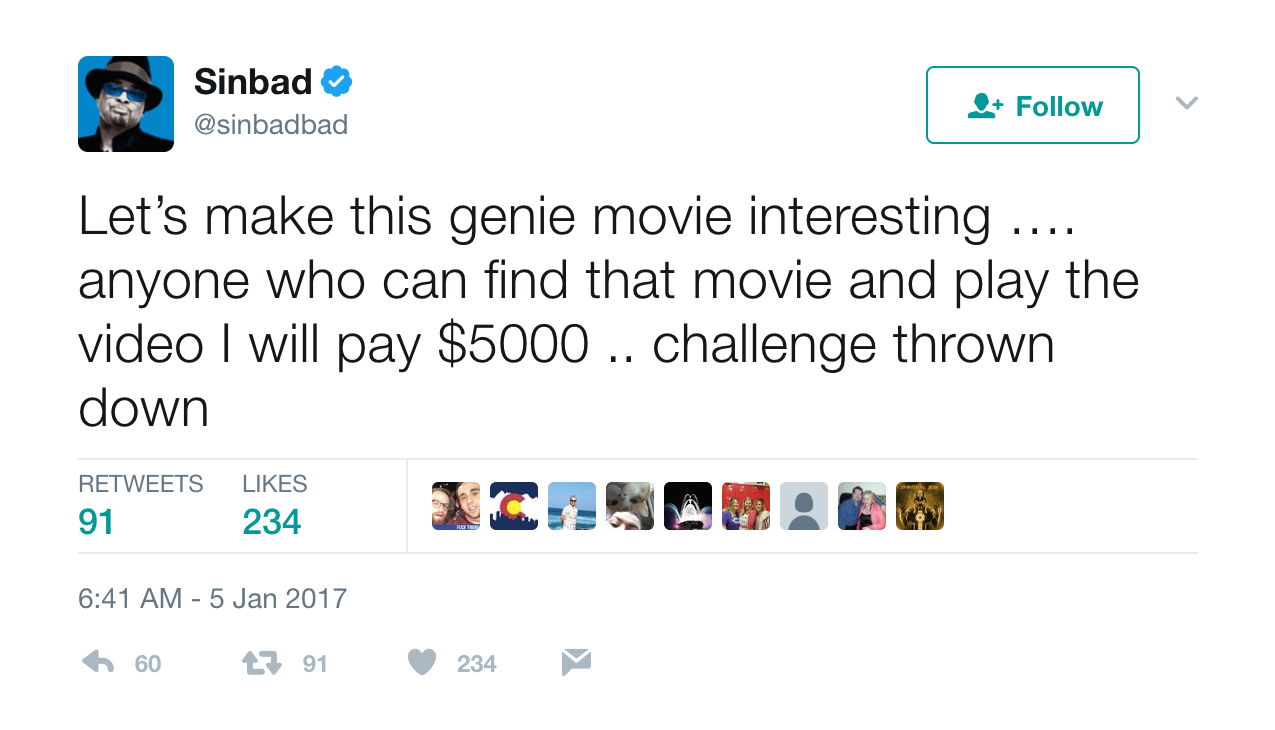 Sinbad
@sinbadbad
Follow
Let’s make this genie movie interesting ….
anyone who can find that movie and play the
video I will pay $5000 .. challenge thrown
down
RETWEETS LIKES
91 234
6:41 AM - 5 Jan 2017
60 91 234